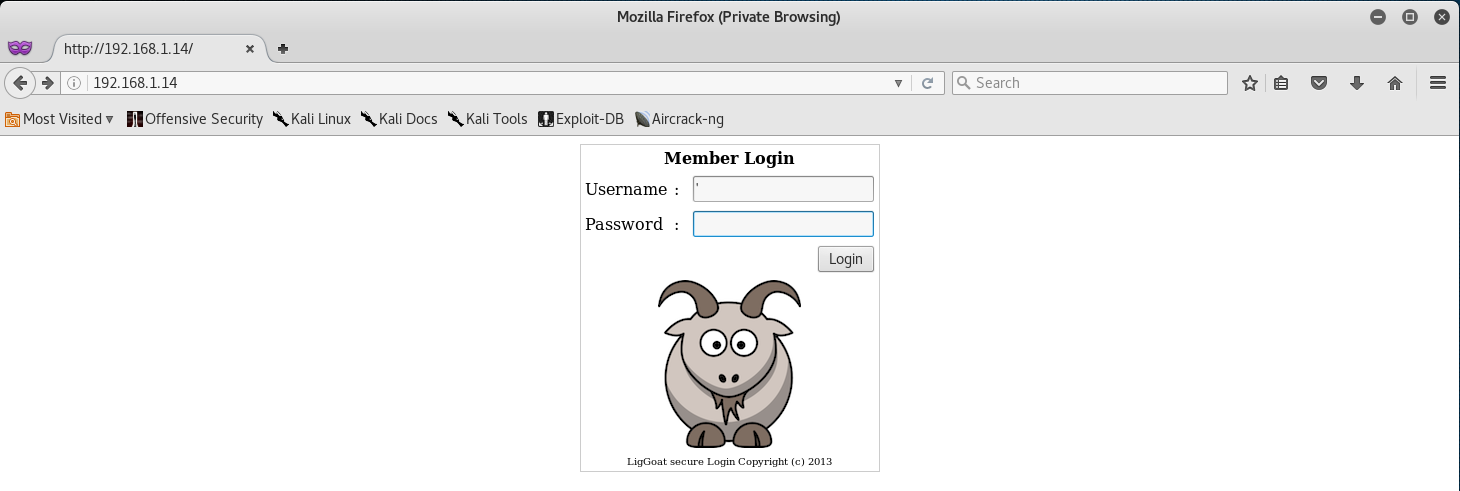 Mozilla Firefox (Private Browsing)
http://192.168.1.14/
192.168.1.14
Search
Most Visited Offensive Security Kali Linux Kali Docs Kali Tools Exploit-DB Aircrack-ng
Member Login
Username : '
Password :
Login
LigGoat secure Login Copyright (c) 2013